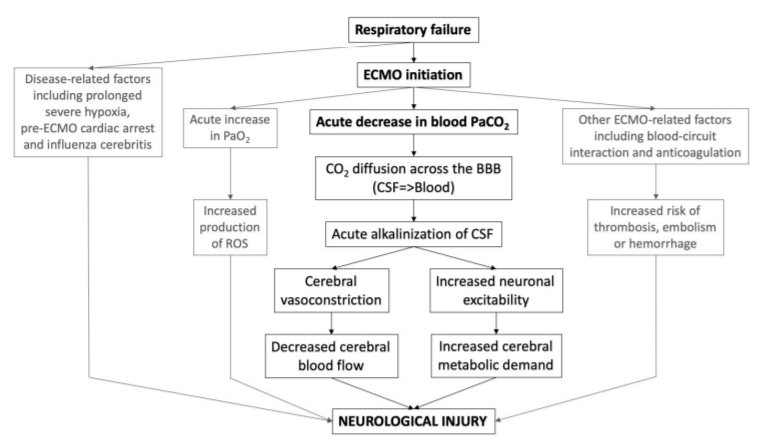 Respiratory failure
Disease-related factors
including prolonged
severe hypoxia,
pre-ECMO cardiac arrest
and influenza cerebritis
ECMO initiation
Acute increase
in PaO₂
Acute decrease in blood PaCO₂
Other ECMO-related factors
including blood-circuit
interaction and anticoagulation
CO₂ diffusion across the BBB
(CSF=>Blood)
Increased
production
of ROS
Acute alkalinization of CSF
Increased risk of
thrombosis, embolism
or hemorrhage
Cerebral
vasoconstriction
Increased neuronal
excitability
Decreased cerebral
blood flow
Increased cerebral
metabolic demand
NEUROLOGICAL INJURY